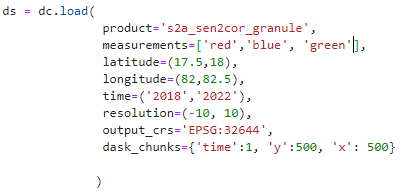 ds = dc.load(
product='s2a_sen2cor_granule',
measurements=['red','blue', 'green'],
latitude=(17.5,18),
longitude=(82,82.5),
time=('2018','2022'),
resolution=(-10, 10),
output_crs='EPSG:32644',
dask_chunks={'time':1, 'y':500, 'x': 500}
)